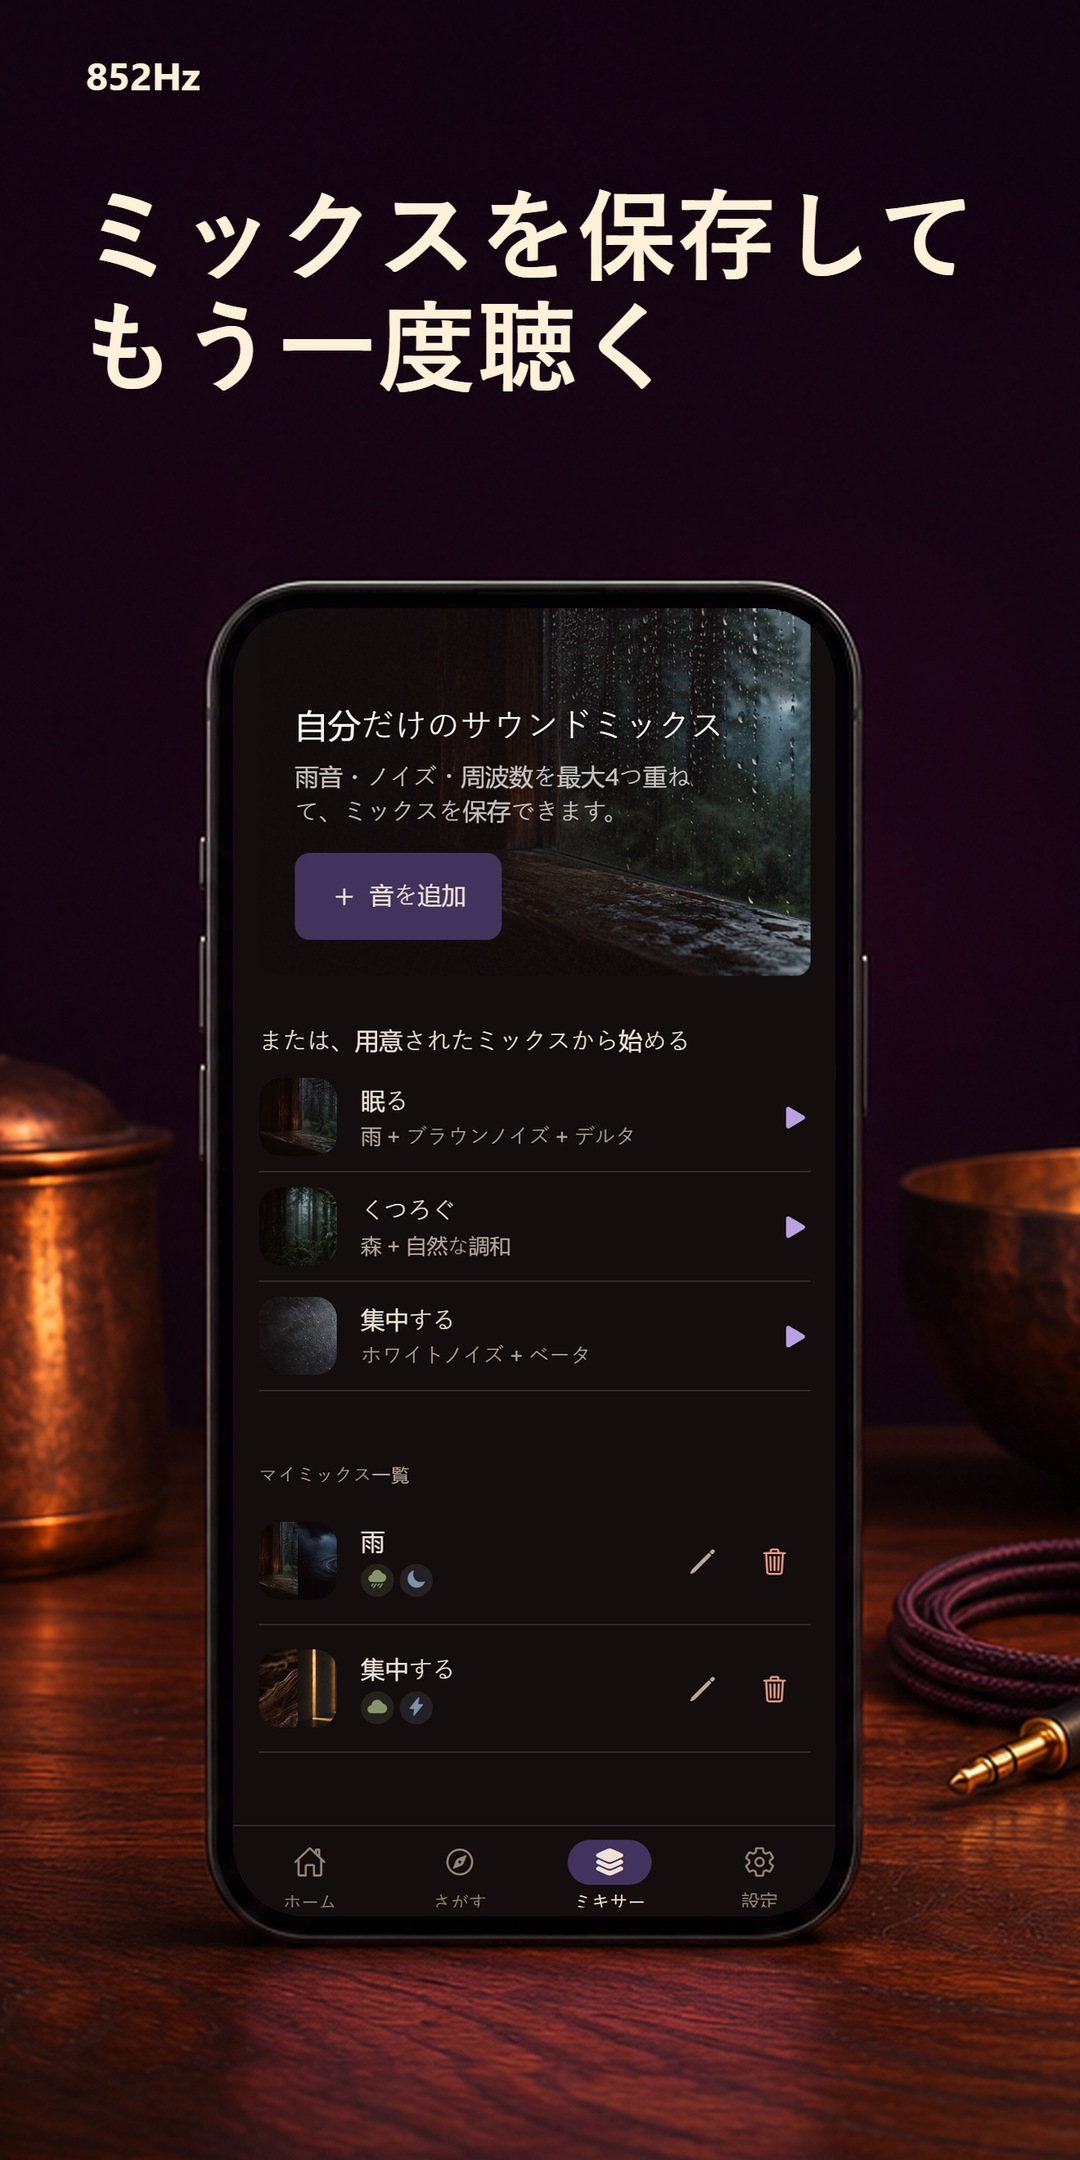 852Hz
ミックスを保存して
もう一度聴く
自分だけのサウンドミックス
雨音・ノイズ・周波数を最大4つ重ね
て、ミックスを保存できます。
+ 音を追加
または、用意されたミックスから始める
眠る
雨 + ブラウンノイズ + デルタ
くつろぐ
森 + 自然な調和
集中する
ホワイトノイズ + ベータ
マイミックス一覧
雨
集中する
ホーム さがす ミキサー 設定